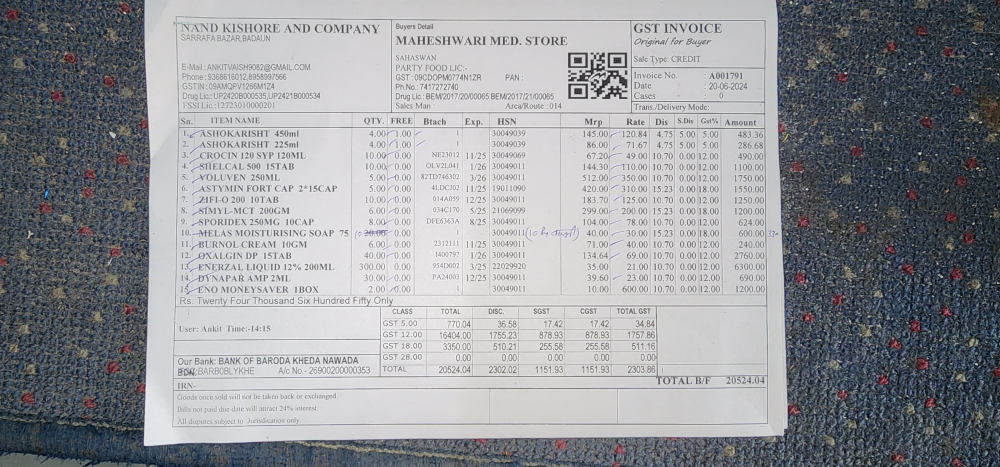 NAND KISHORE AND COMPANY
SARRAFA BAZAR,BADAUN
E-Mail: ANKITVAISH9082@GMAIL.COM
Phone: 9368616012,8958997566
GSTIN: 09AMQPV1266M1Z4
Drug Lic.: UP2420B000535,UP2421B000534
FSSI Lic.:12723010000201
Buyers Detail
MAHESHWARI MED. STORE
SAHASWAN
PARTY FOOD LIC:-
GST :09CDOPM0774N1ZR PAN :
Ph.No.: 7417272740
Drug Lic: BEM/2017/20/00065 BEM/2017/21/00065
Sales Man Area/Route : 014
GST INVOICE
Original for Buyer
Sale Type: CREDIT
Invoice No. : A001791
Date : 20-06-2024
Cases : 0
Trans./Delivery Mode:
Sn. ITEM NAME QTY. FREE Btach Exp. HSN Mrp Rate Dis S.Dis Gst% Amount
1. ASHOKARISHT 450ml 4.00 1.00 30049039 145.00 120.84 4.75 5.00 5.00 483.36
2. ASHOKARISHT 225ml 4.00 1.00 30049039 86.00 71.67 4.75 5.00 5.00 286.68
3. CROCIN 120 SYP 120ML 10.00 0.00 NE23012 11/25 30049069 67.20 49.00 10.70 0.00 12.00 490.00
4. SHELCAL 500 15TAB 10.00 0.00 OLV2L041 1/26 30049011 144.30 110.00 10.70 0.00 12.00 1100.00
5. VOLUVEN 250ML 5.00 0.00 82TD746302 3/26 30049011 512.00 350.00 10.70 0.00 12.00 1750.00
6. ASTYMIN FORT CAP 2*15CAP 5.00 0.00 4LDC302 11/25 19011090 420.00 310.00 15.23 0.00 18.00 1550.00
7. ZIFI-O 200 10TAB 10.00 0.00 014A059 12/25 30049011 183.70 125.00 10.70 0.00 12.00 1250.00
8. SIMYL-MCT 200GM 6.00 0.00 034C170 5/25 21069099 299.00 200.00 15.23 0.00 18.00 1200.00
9. SPORIDEX 250MG 10CAP 8.00 0.00 DFE6363A 8/25 30049011 104.00 78.00 10.70 0.00 12.00 624.00
10. MELAS MOISTURISING SOAP 75 10 20.00 0.00 30049011 40.00 30.00 15.23 0.00 18.00 600.00
11. BURNOL CREAM 10GM 6.00 0.00 2312111 11/25 30049011 71.00 40.00 10.70 0.00 12.00 240.00
12. OXALGIN DP 15TAB 40.00 0.00 1400797 1/26 30049011 134.64 69.00 10.70 0.00 12.00 2760.00
13. ENERZAL LIQUID 12% 200ML 300.00 0.00 954D002 3/25 22029920 35.00 21.00 10.70 0.00 12.00 6300.00
14. DYNAPAR AMP 2ML 30.00 0.00 PA24003 12/25 30049011 39.60 23.00 10.70 0.00 12.00 690.00
15. ENO MONEYSAVER 1BOX 2.00 0.00 30049011 10.00 600.00 10.70 0.00 12.00 1200.00
Rs. Twenty Four Thousand Six Hundred Fifty Only
User: Ankit Time:-14:15
Our Bank: BANK OF BARODA KHEDA NAWADA
BARB0BLYKHE A/c No.- 26900200000353
CLASS TOTAL DISC. SGST CGST TOTAL GST
GST 5.00 770.04 36.58 17.42 17.42 34.84
GST 12.00 16404.00 1755.23 878.93 878.93 1757.86
GST 18.00 3350.00 510.21 255.58 255.58 511.16
GST 28.00 0.00 0.00 0.00 0.00 0.00
TOTAL 20524.04 2302.02 1151.93 1151.93 2303.86
TOTAL B/F 20524.04
IRN-
Goods once sold will not be taken back or exchanged
Bills not paid due date will attract 24% interest.
All disputes subject to Jurisdication only.